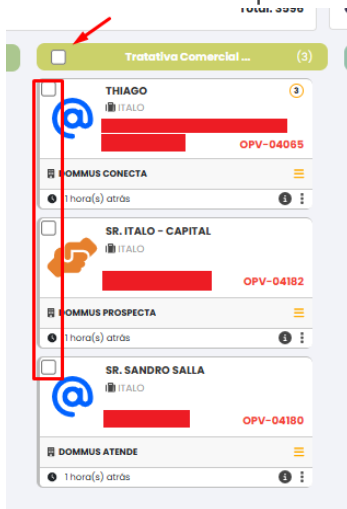 Total: 3596
Tratativa Comercial ... (3)
THIAGO 3
ITALO
OPV-04065
DOMMUS CONECTA
1 hora(s) atrás
SR. ITALO - CAPITAL
ITALO
OPV-04182
DOMMUS PROSPECTA
1 hora(s) atrás
SR. SANDRO SALLA
ITALO
OPV-04180
DOMMUS ATENDE
1 hora(s) atrás